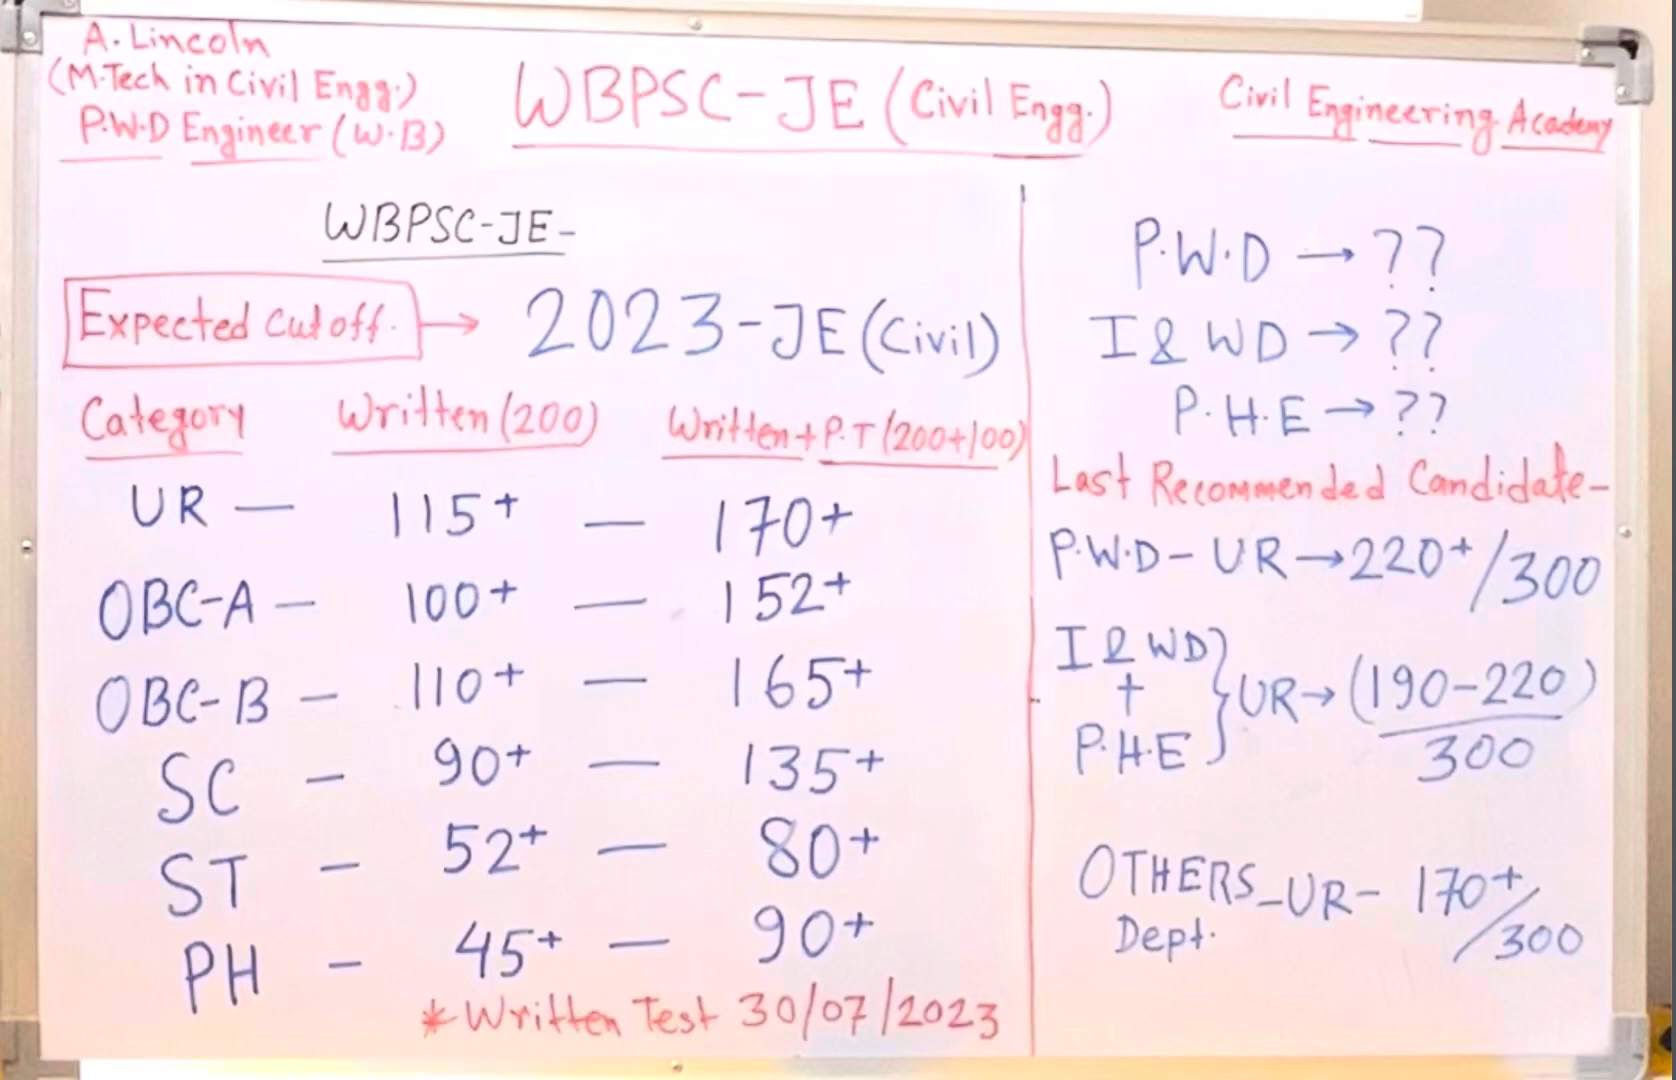 A. Lincoln
(M.Tech in Civil Engg.)
P.W.D Engineer (W.B)
WBPSC-JE (Civil Engg.)
Civil Engineering Academy
WBPSC-JE-
Expected Cutoff. → 2023-JE (Civil)
Category Written (200) Written + P.T (200+100)
UR — 115+ — 170+
OBC-A — 100+ — 152+
OBC-B — 110+ — 165+
SC — 90+ — 135+
ST — 52+ — 80+
PH — 45+ — 90+
* Written Test 30/07/2023
P.W.D → ??
I & WD → ??
P.H.E → ??
Last Recommended Candidate-
P.W.D - UR → 220+/300
I & WD
+
P.H.E
} UR → (190-220)
300
OTHERS - UR - 170+/300
Dept.